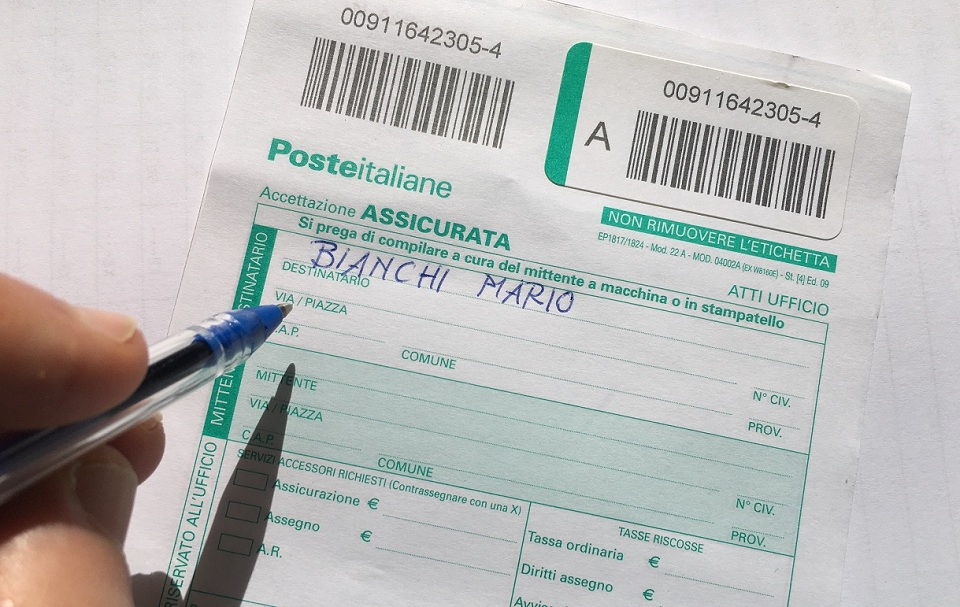 00911642305-4
00911642305-4
A
Posteitaliane
NON RIMUOVERE L'ETICHETTA
Accettazione ASSICURATA
EP1817/1824 - Mod. 22 A - MOD. 04002A (EX W8160E) - St. [4] Ed. 09
ATTI UFFICIO
Si prega di compilare a cura del mittente a macchina o in stampatello
BIANCHI MARIO
DESTINATARIO
VIA / PIAZZA
N° CIV.
C.A.P.
COMUNE
PROV.
MITTENTE
VIA / PIAZZA
N° CIV.
C.A.P.
COMUNE
PROV.
SERVIZI ACCESSORI RICHIESTI (Contrassegnare con una X)
TASSE RISCOSSE
Assicurazione €
Tassa ordinaria €
Assegno €
Diritti assegno €
A.R.
DESTINATARIO
MITTENTE
RISERVATO ALL'UFFICIO